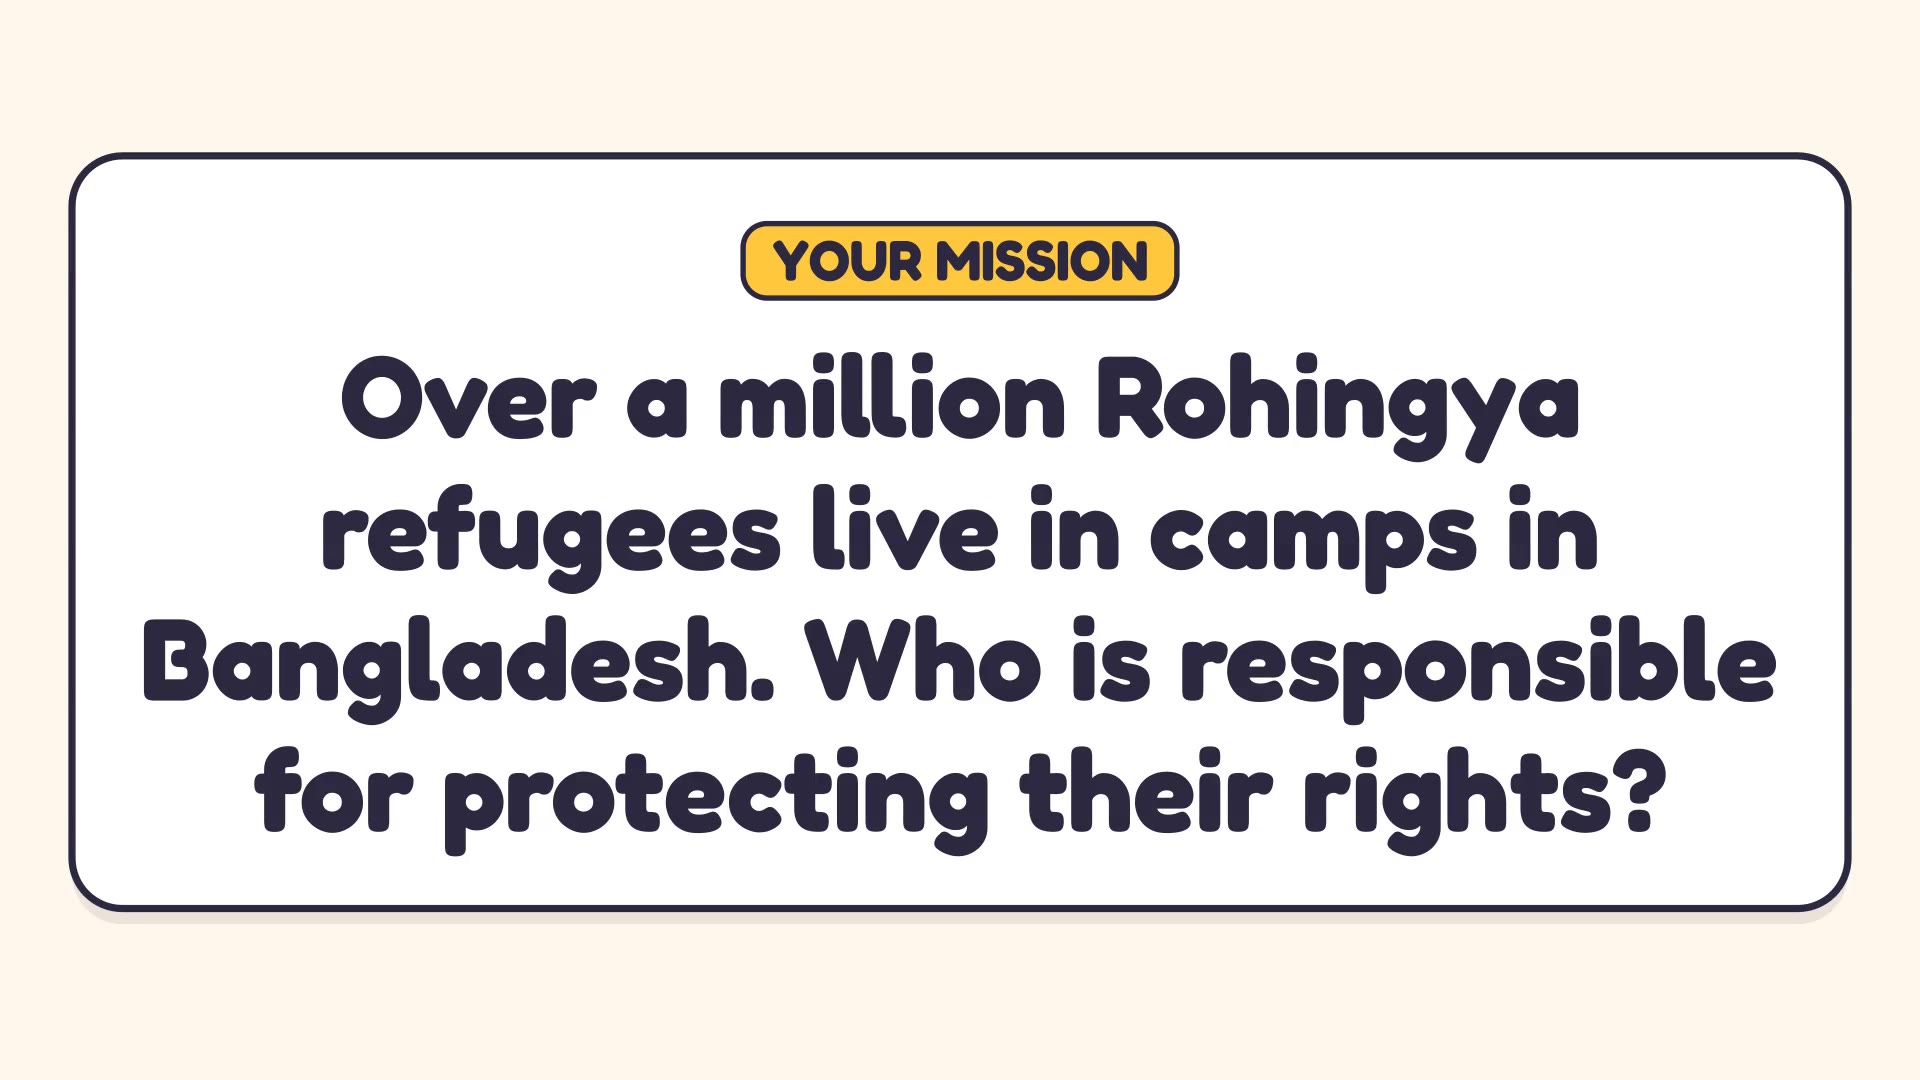 YOUR MISSION
Over a million Rohingya
refugees live in camps in
Bangladesh. Who is responsible
for protecting their rights?